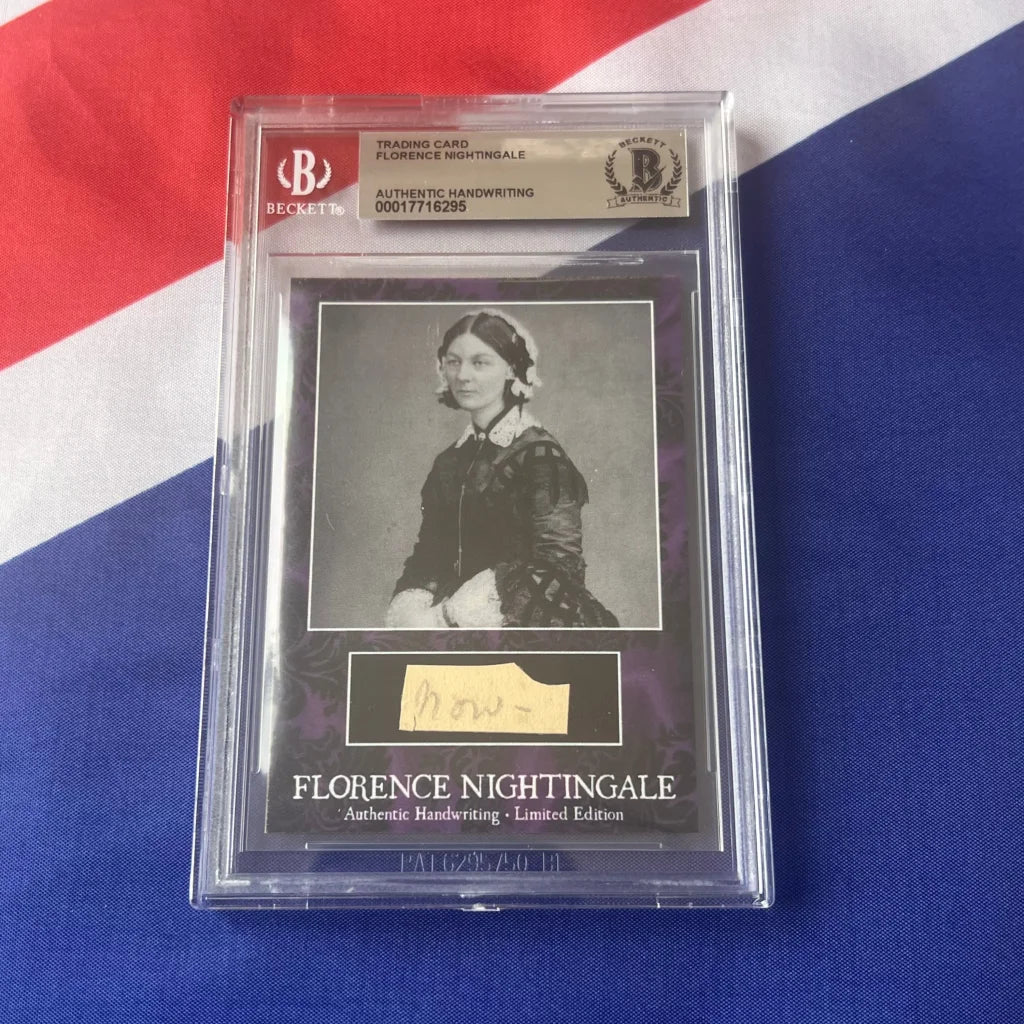 B
BECKETT®
TRADING CARD
FLORENCE NIGHTINGALE
AUTHENTIC HANDWRITING
00017716295
BECKETT
B
AUTHENTIC
now -
FLORENCE NIGHTINGALE
Authentic Handwriting • Limited Edition